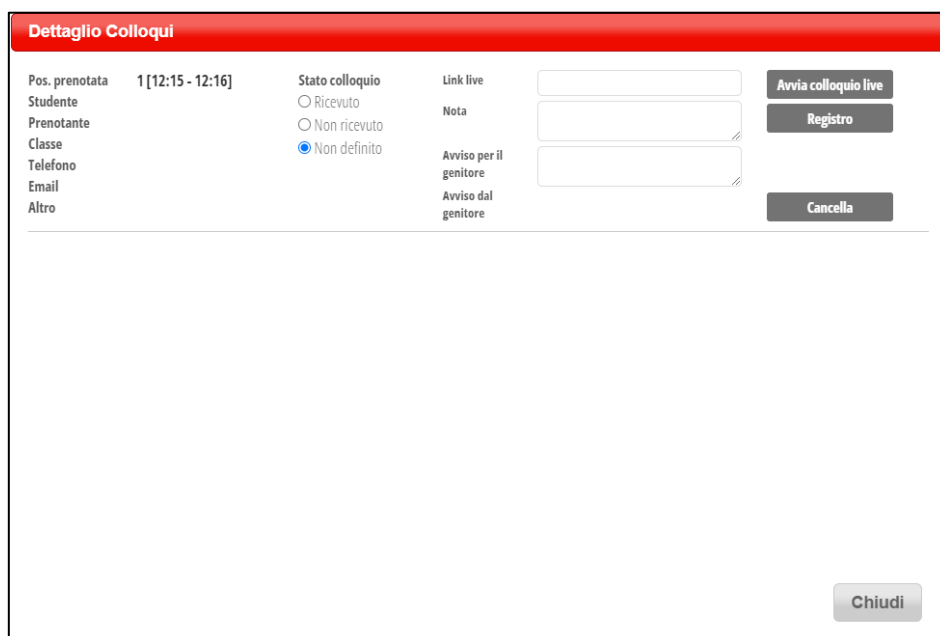 Dettaglio Colloqui
Pos. prenotata 1 [12:15 - 12:16]
Studente
Prenotante
Classe
Telefono
Email
Altro
Stato colloquio
Ricevuto
Non ricevuto
Non definito
Link live
Nota
Avviso per il
genitore
Avviso dal
genitore
Avvia colloquio live
Registro
Cancella
Chiudi